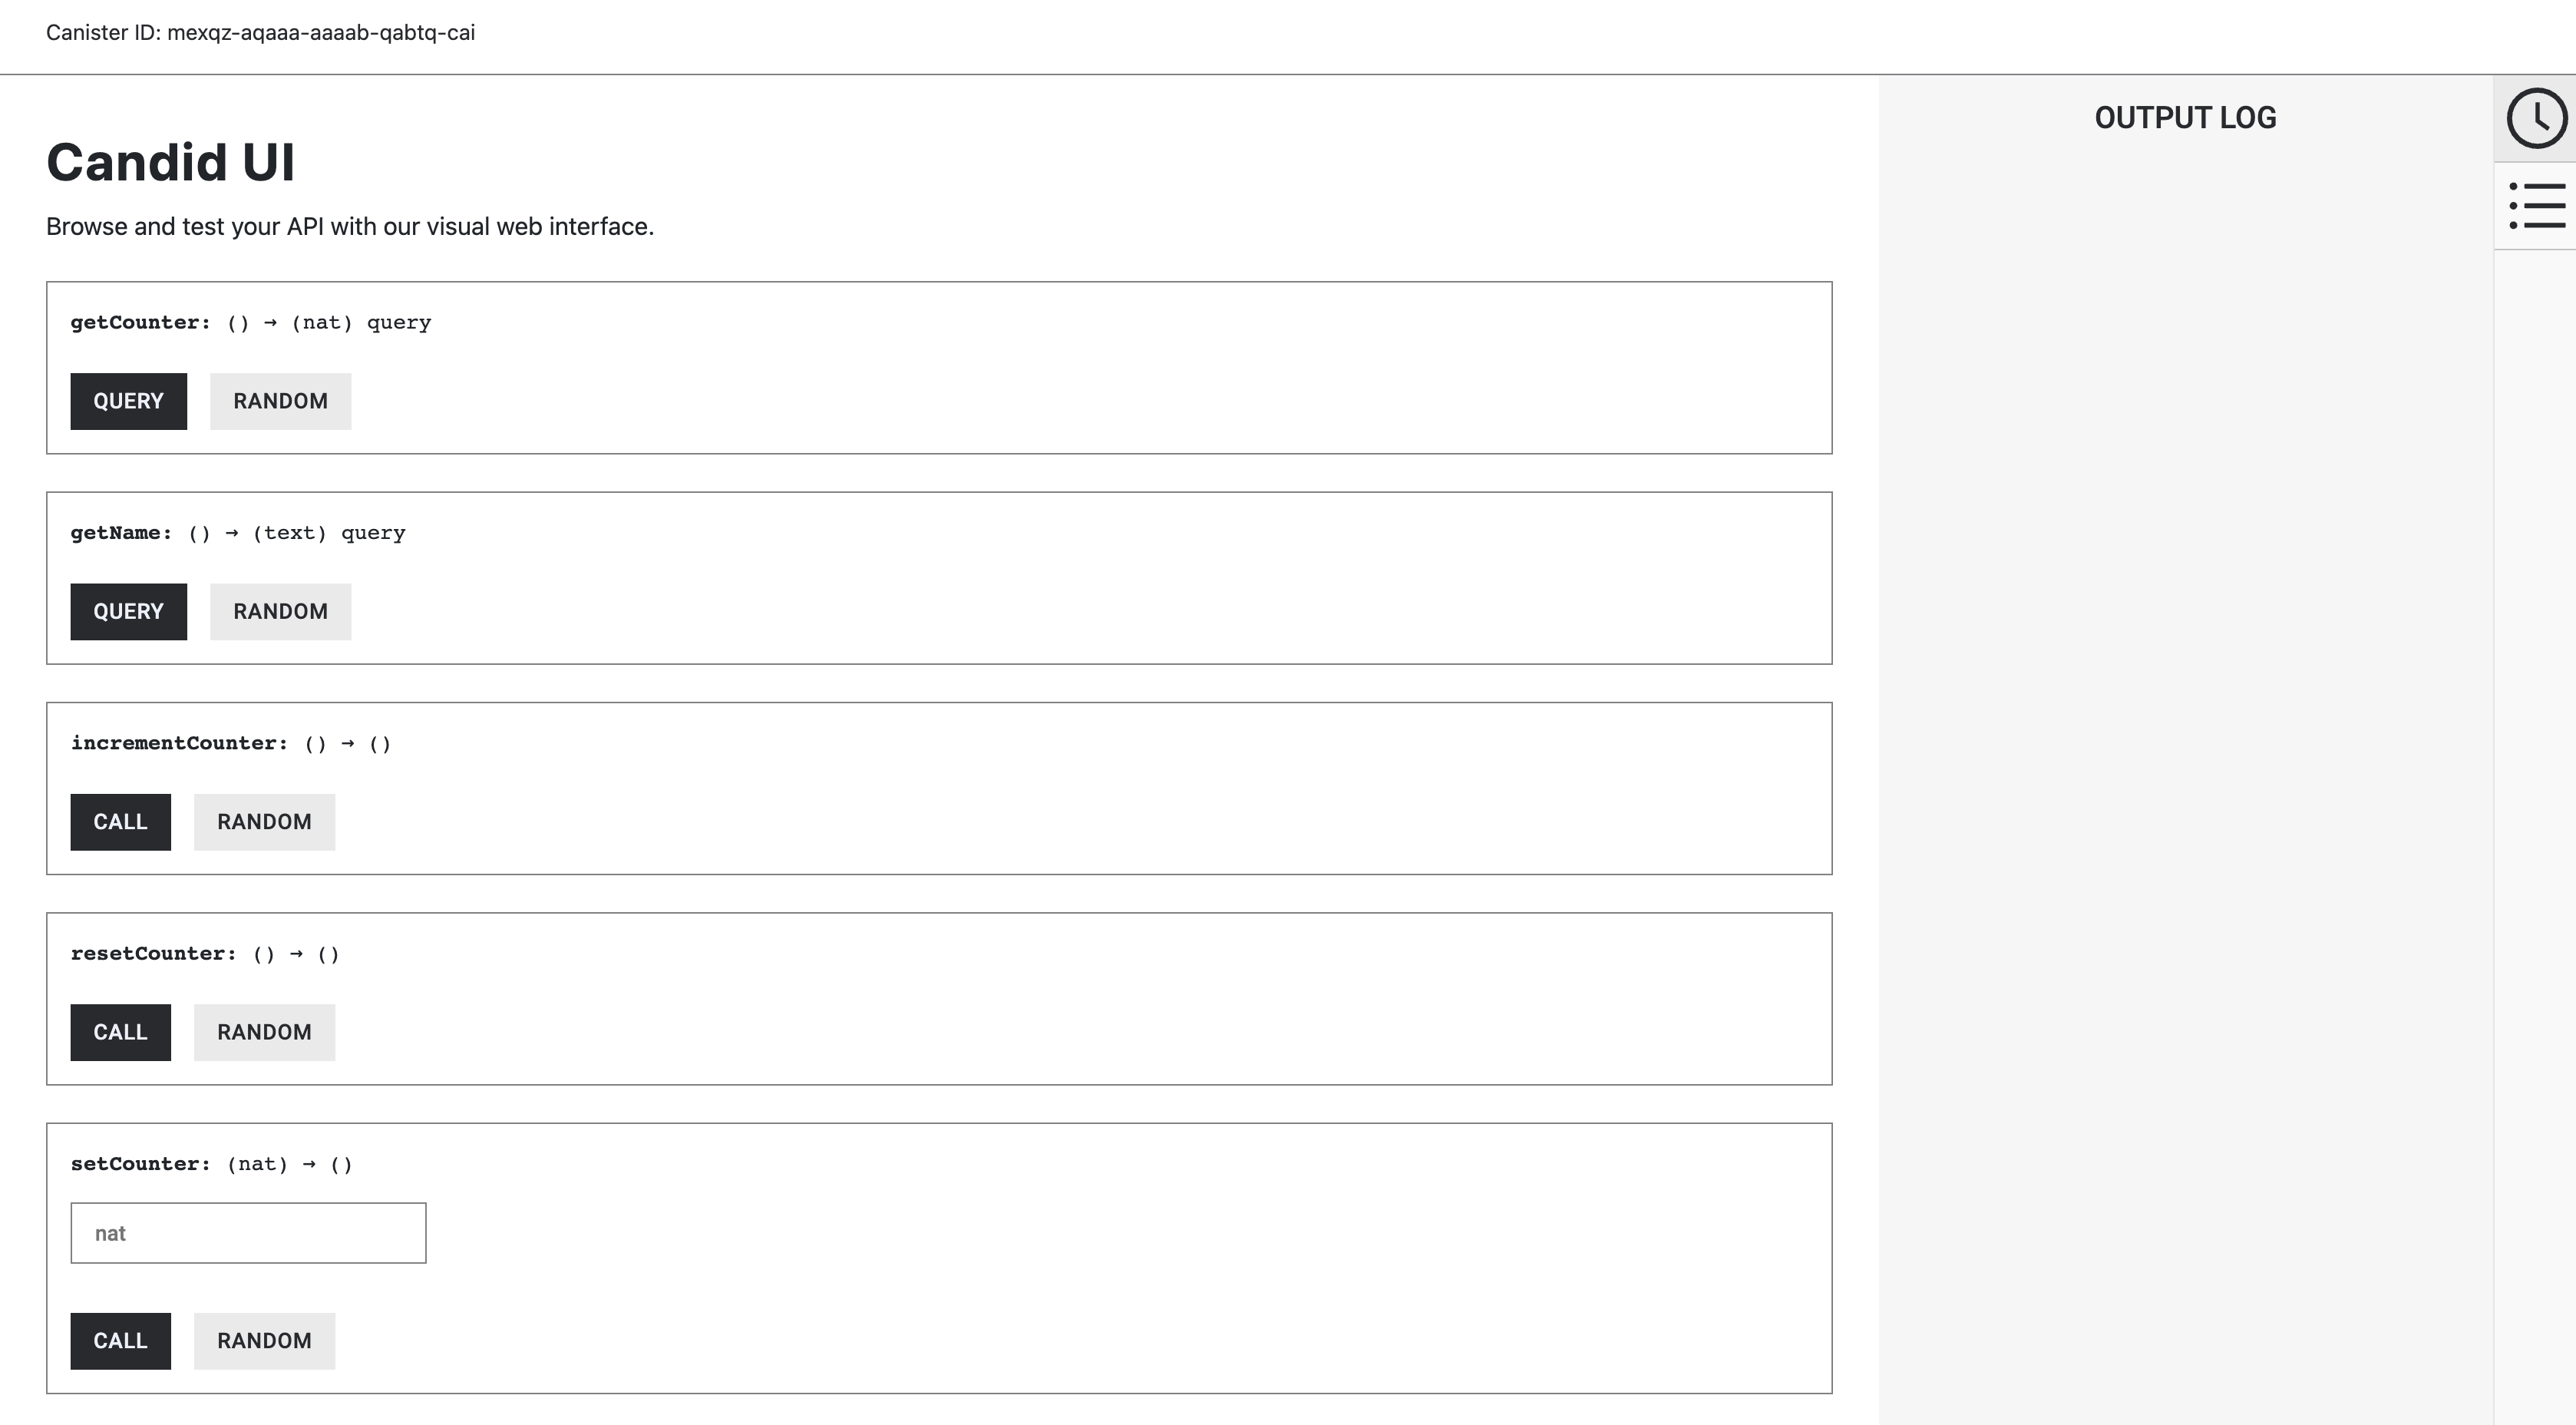 Canister ID: mexqz-aqaaa-aaaab-qabtq-cai
Candid UI
Browse and test your API with our visual web interface.
getCounter: () → (nat) query
QUERY RANDOM
getName: () → (text) query
QUERY RANDOM
incrementCounter: () → ()
CALL RANDOM
resetCounter: () → ()
CALL RANDOM
setCounter: (nat) → ()
nat
CALL RANDOM
OUTPUT LOG